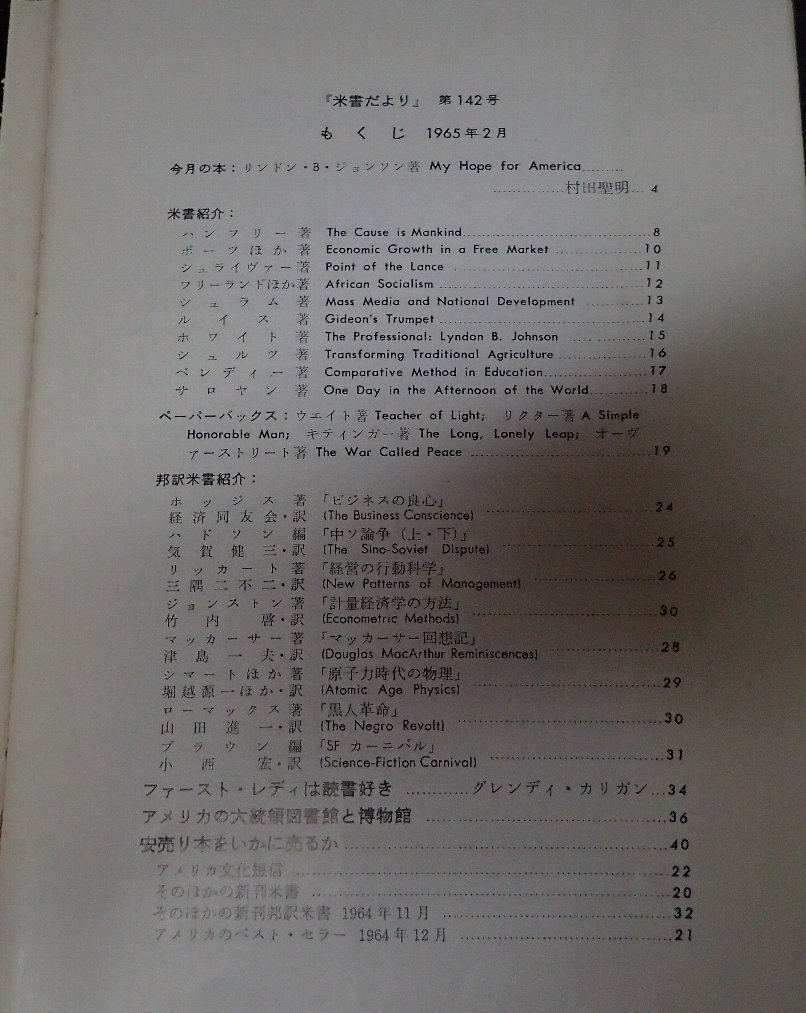 『米書だより』 第142号
もくじ 1965年2月
今月の本：リンドン・B・ジョンソン著 My Hope for America.........
..................村田聖明... 4
米書紹介：
ハンフリー著 The Cause is Mankind..................8
ボーツほか著 Economic Growth in a Free Market ..................10
シュライヴァー著 Point of the Lance ..................11
フリーランドほか著 African Socialism ..................12
シュラム著 Mass Media and National Development ............13
ルイス著 Gideon's Trumpet ..................14
ホワイト著 The Professional: Lyndon B. Johnson ............15
シュルツ著 Transforming Traditional Agriculture ..................16
ベレディー著 Comparative Method in Education..................17
サロヤン著 One Day in the Afternoon of the World............18
ペーパーバックス：ウエイト著 Teacher of Light; リクター著 A Simple
Honorable Man; キティンガー著 The Long, Lonely Leap; オーヴ
ァーストリート著 The War Called Peace ..................19
邦訳米書紹介：
ホッジス著 「ビジネスの良心」
経済同友会・訳 (The Business Conscience) ..................24
ハドソン編 「中ソ論争（上・下）」
気賀健三・訳 (The Sino-Soviet Dispute) ..................25
リッカート著 「経営の行動科学」
三隅二不二・訳 (New Patterns of Management) ..................26
ジョンストン著 「計量経済学の方法」
竹内啓・訳 (Econometric Methods) ..................30
マッカーサー著 「マッカーサー回想記」
津島一夫・訳 (Douglas MacArthur Reminiscences) ..................28
シマートほか著 「原子力時代の物理」
堀越源一ほか・訳 (Atomic Age Physics) ..................29
ローマックス著 「黒人革命」
山田進一・訳 (The Negro Revolt) ..................30
ブラウン編 「SFカーニバル」
小西宏・訳 (Science-Fiction Carnival) ..................31
ファースト・レディは読書好き ............グレンディ・カリガン...34
アメリカの大統領図書館と博物館 ..................36
安売り本をいかに売るか..................40
アメリカ文化短信 ..................22
そのほかの新刊米書 ..................20
そのほかの新刊邦訳米書 1964年11月 ..................32
アメリカのベスト・セラー 1964年12月 ..................21